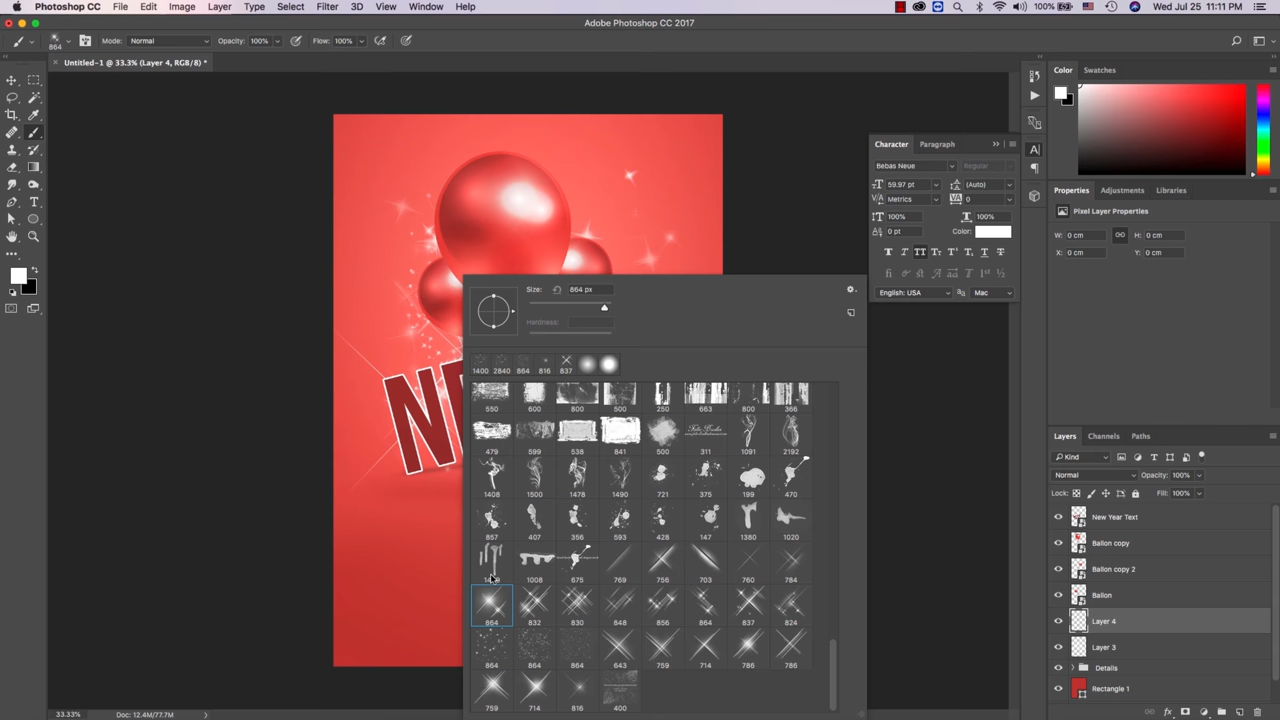 Photoshop CC File Edit Image Layer Type Select Filter 3D View Window Help 100% Wed Jul 25 11:11 PM
Adobe Photoshop CC 2017
864 Mode: Normal Opacity: 100% Flow: 100%
Untitled-1 @ 33.3% (Layer 4, RGB/8) *
Color Swatches
Character Paragraph
Bebas Neue Regular
59.97 pt (Auto)
Metrics 0
100% 100%
0 pt Color:
English: USA Mac
Properties Adjustments Libraries
Pixel Layer Properties
W: 0 cm H: 0 cm
X: 0 cm Y: 0 cm
Size: 864 px
Hardness:
1400 2840 864 816 837
550 600 800 500 250 663 800 366
479 599 538 841 500 311 1091 2192
1408 1500 1478 1490 721 375 199 470
857 407 356 593 428 147 1380 1020
1008 675 769 756 703 760 784
864 832 830 848 856 864 837 824
864 864 864 643 759 714 786 786
759 714 816 400
NE
Layers Channels Paths
Kind
Normal Opacity: 100%
Lock: Fill: 100%
New Year Text
Ballon copy
Ballon copy 2
Ballon
Layer 4
Layer 3
Details
Rectangle 1
33.33% Doc: 12.4M/77.7M